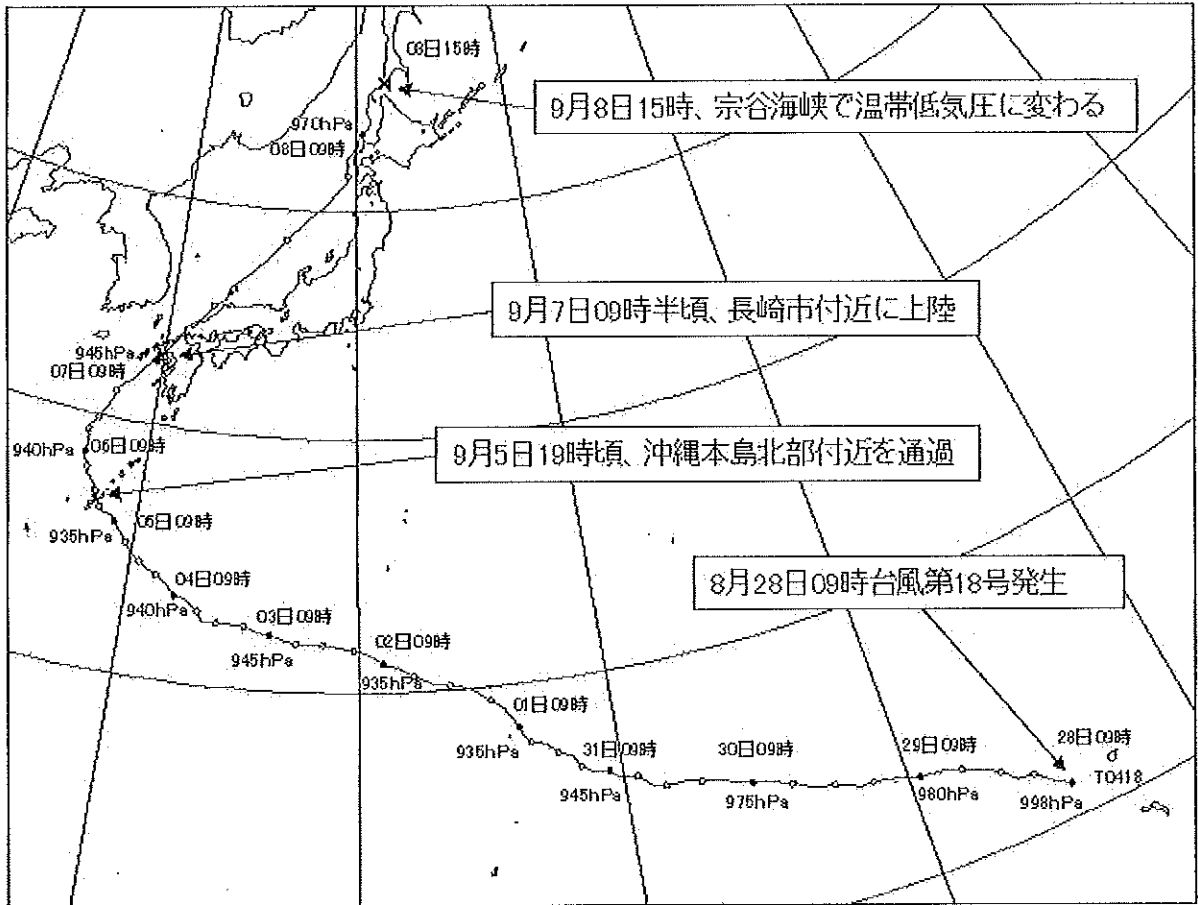 08日15時
9月8日15時、宗谷海峡で温帯低気圧に変わる
970hPa
08日09時
9月7日09時半頃、長崎市付近に上陸
945hPa
07日09時
940hPa
06日09時
9月5日19時頃、沖縄本島北部付近を通過
05日09時
935hPa
8月28日09時台風第18号発生
04日09時
940hPa
03日09時
945hPa
02日09時
935hPa
01日09時
935hPa
31日09時
945hPa
30日09時
975hPa
29日09時
980hPa
28日09時
T0418
998hPa